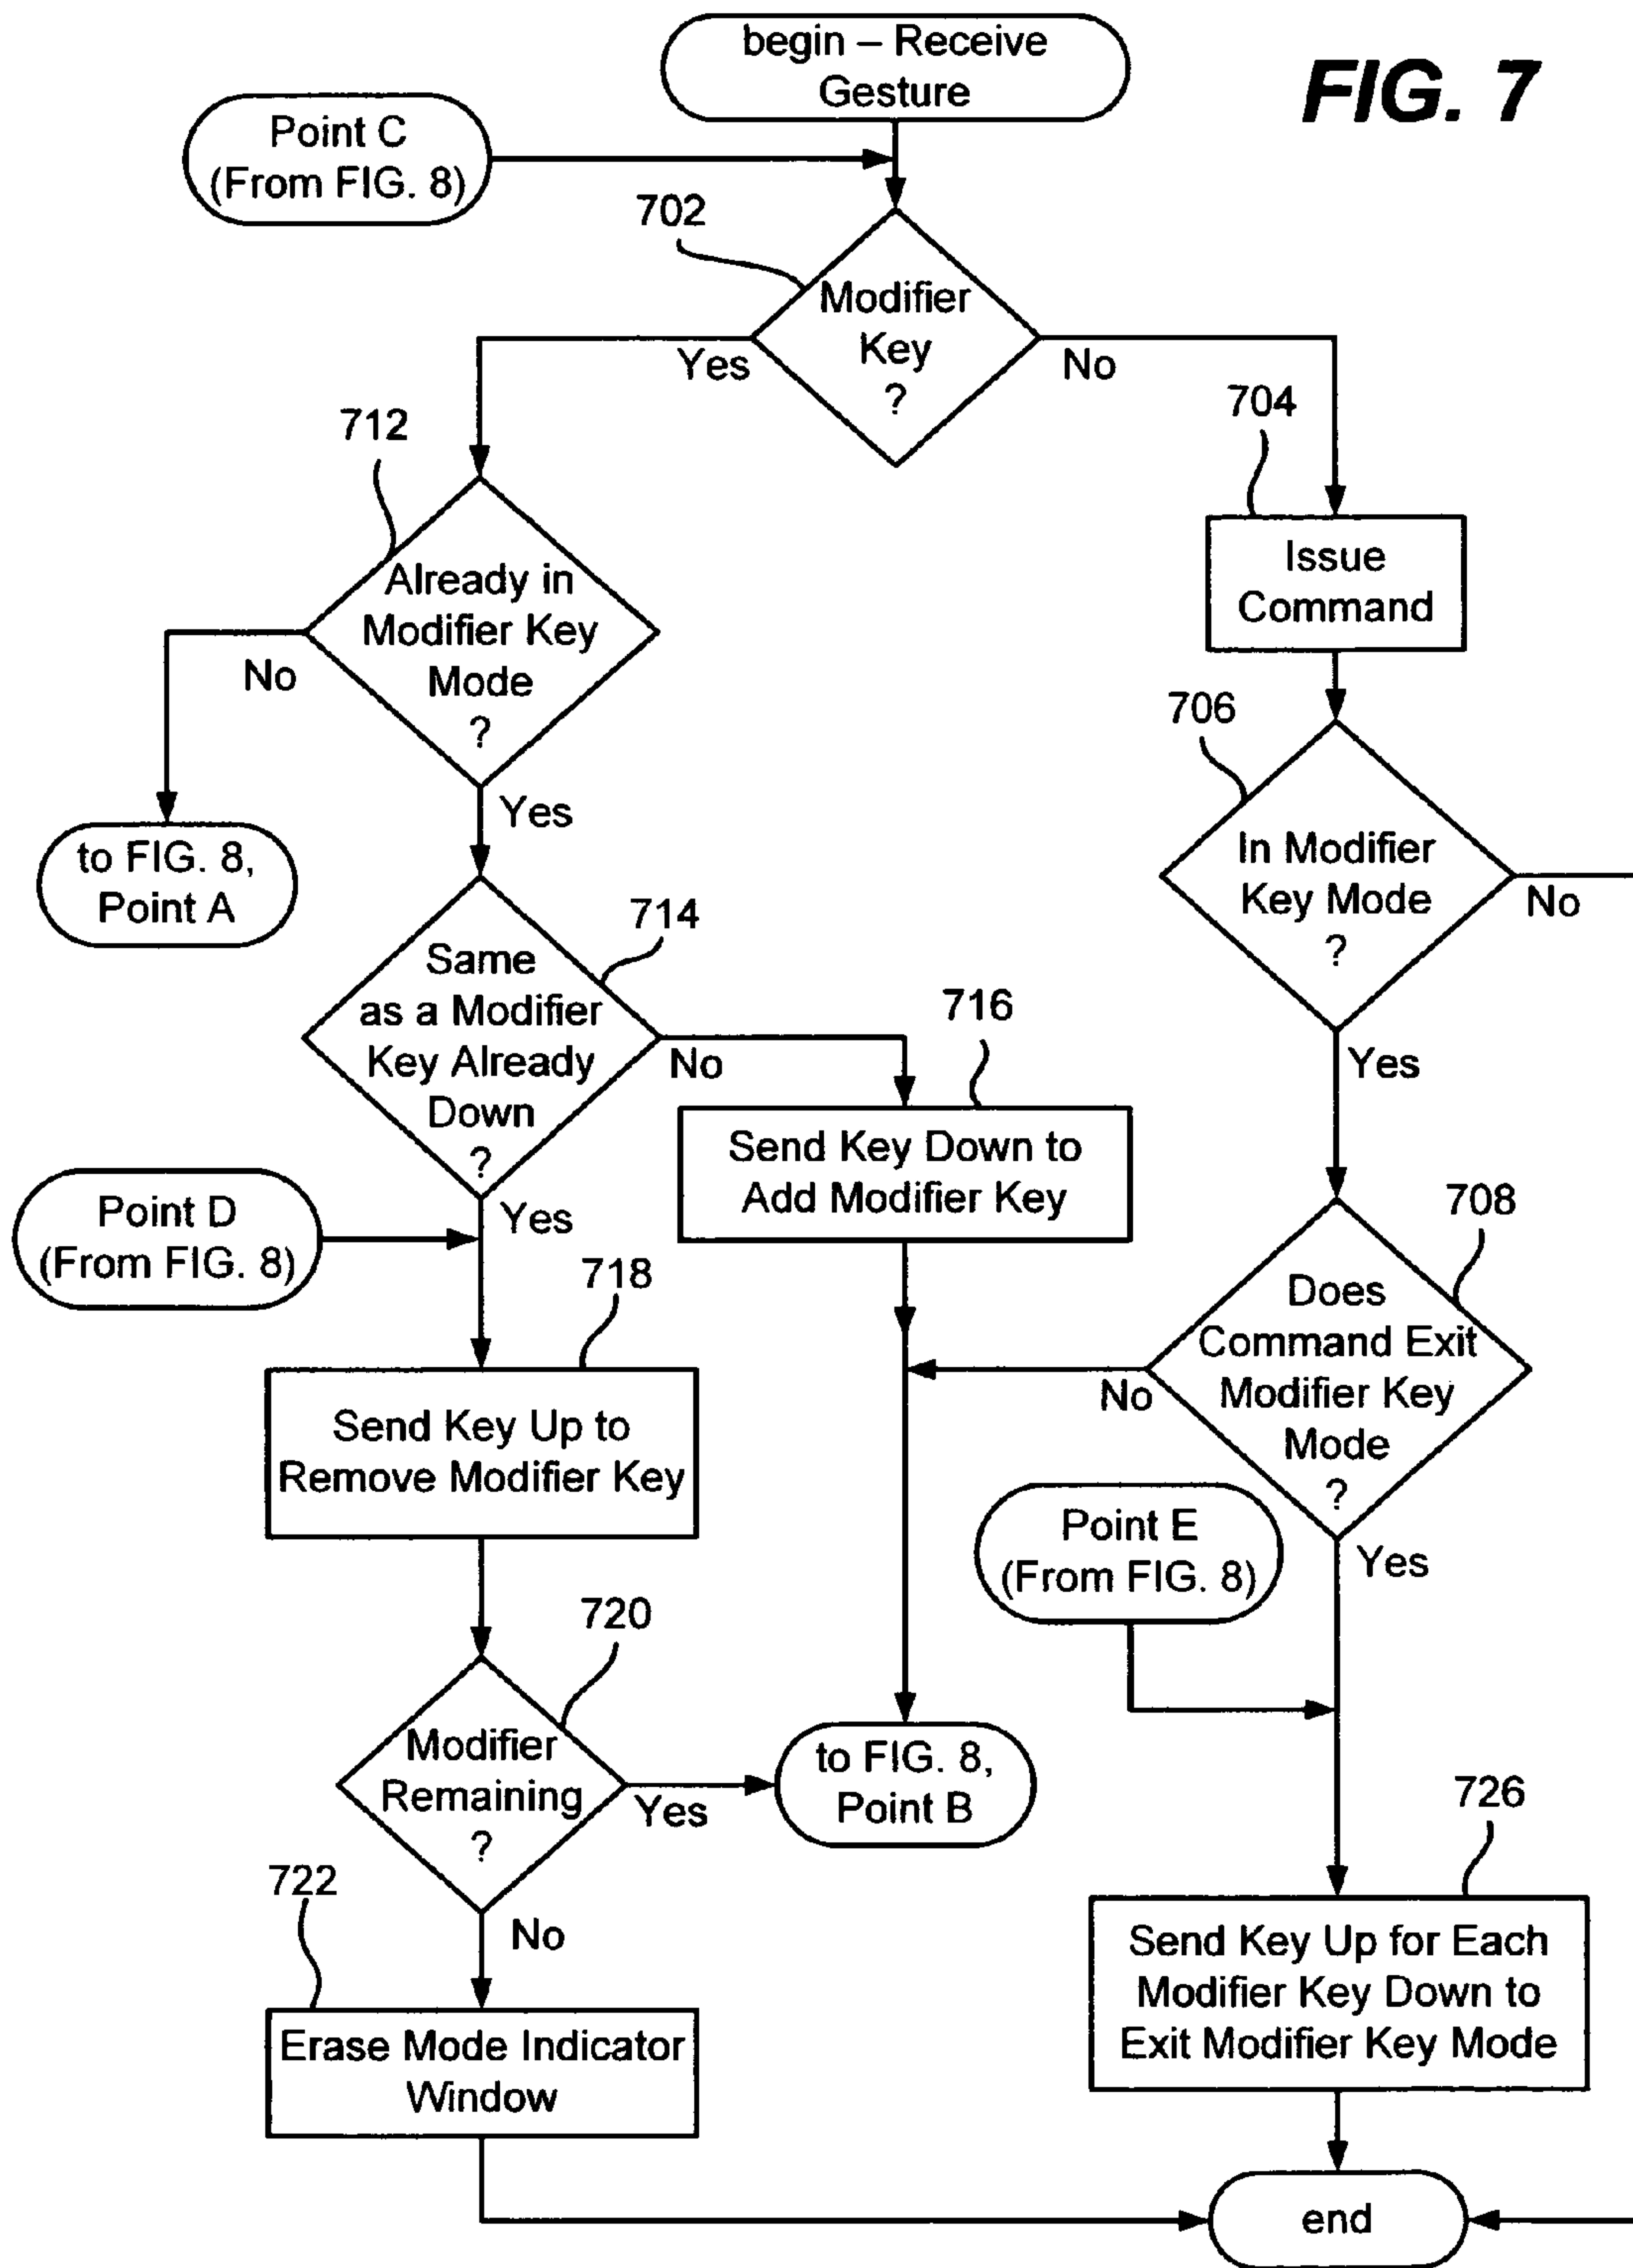 begin – Receive
Gesture
FIG. 7
Point C
(From FIG. 8)
702
Modifier
Key
?
Yes
No
712
704
Already in
Modifier Key
Mode
?
Issue
Command
No
706
Yes
to FIG. 8,
Point A
In Modifier
Key Mode
?
No
714
Same
as a Modifier
Key Already
Down
?
716
No
Yes
Send Key Down to
Add Modifier Key
Point D
(From FIG. 8)
Yes
708
718
Does
Command Exit
Modifier Key
Mode
?
No
Send Key Up to
Remove Modifier Key
Point E
(From FIG. 8)
Yes
720
Modifier
Remaining
?
Yes
to FIG. 8,
Point B
726
722
No
Send Key Up for Each
Modifier Key Down to
Exit Modifier Key Mode
Erase Mode Indicator
Window
end